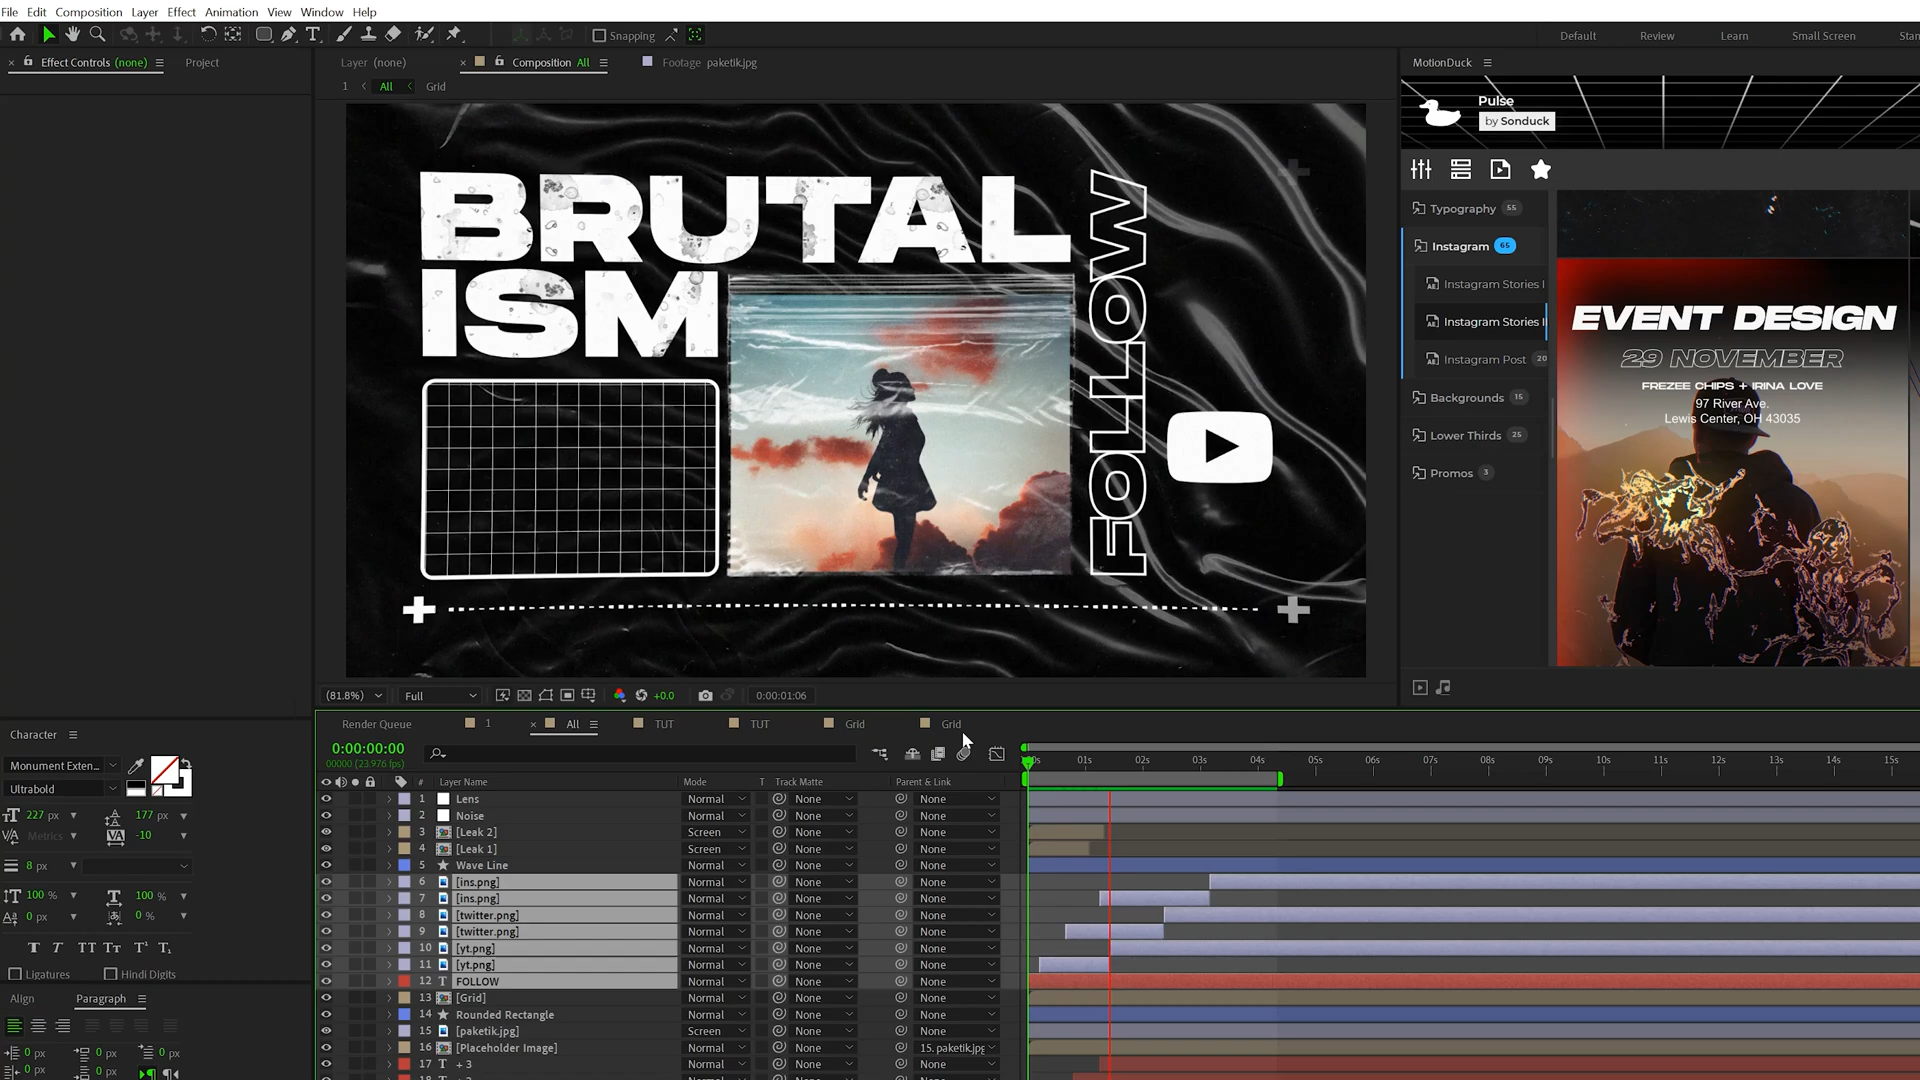 File Edit Composition Layer Effect Animation View Window Help
Snapping
Default Review Learn Small Screen Stan
Effect Controls (none) Project
Layer (none) Composition All Footage paketik.jpg
1 All Grid
MotionDuck
Pulse
by Sonduck
BRUTAL
ISM
FOLLOW
Typography 55
Instagram 65
Instagram Stories I
Instagram Stories II
Instagram Post 20
Backgrounds 15
Lower Thirds 25
Promos 3
EVENT DESIGN
29 NOVEMBER
FREZEE CHIPS + IRINA LOVE
97 River Ave.
Lewis Center, OH 43035
(81.8%) Full +0.0 0:00:01:06
Render Queue 1 All TUT TUT Grid Grid
0:00:00:00
00000 (23.976 fps)
01s 02s 03s 04s 05s 06s 07s 08s 09s 10s 11s 12s 13s 14s 15s
# Layer Name Mode T Track Matte Parent & Link
1 Lens Normal None None
2 Noise Normal None None
3 [Leak 2] Screen None None
4 [Leak 1] Screen None None
5 Wave Line Normal None None
6 [ins.png] Normal None None
7 [ins.png] Normal None None
8 [twitter.png] Normal None None
9 [twitter.png] Normal None None
10 [yt.png] Normal None None
11 [yt.png] Normal None None
12 T FOLLOW Normal None None
13 [Grid] Normal None None
14 Rounded Rectangle Normal None None
15 [paketik.jpg] Screen None None
16 [Placeholder Image] Normal None 15. paketik.jpg
17 T + 3 Normal None None
Character
Monument Exten...
Ultrabold
227 px 177 px
Metrics -10
8 px
100 % 100 %
0 px 0 %
T T TT Tt T¹ T₁
Ligatures Hindi Digits
Align Paragraph
0 px 0 px 0 px
0 px 0 px